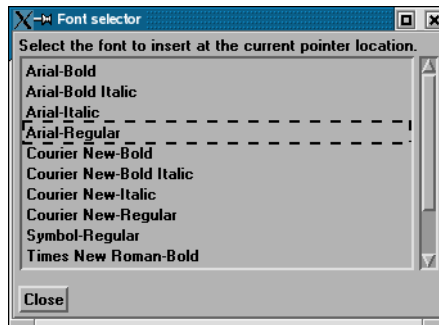 Font selector
Select the font to insert at the current pointer location.
Arial-Bold
Arial-Bold Italic
Arial-Italic
Arial-Regular
Courier New-Bold
Courier New-Bold Italic
Courier New-Italic
Courier New-Regular
Symbol-Regular
Times New Roman-Bold
Close